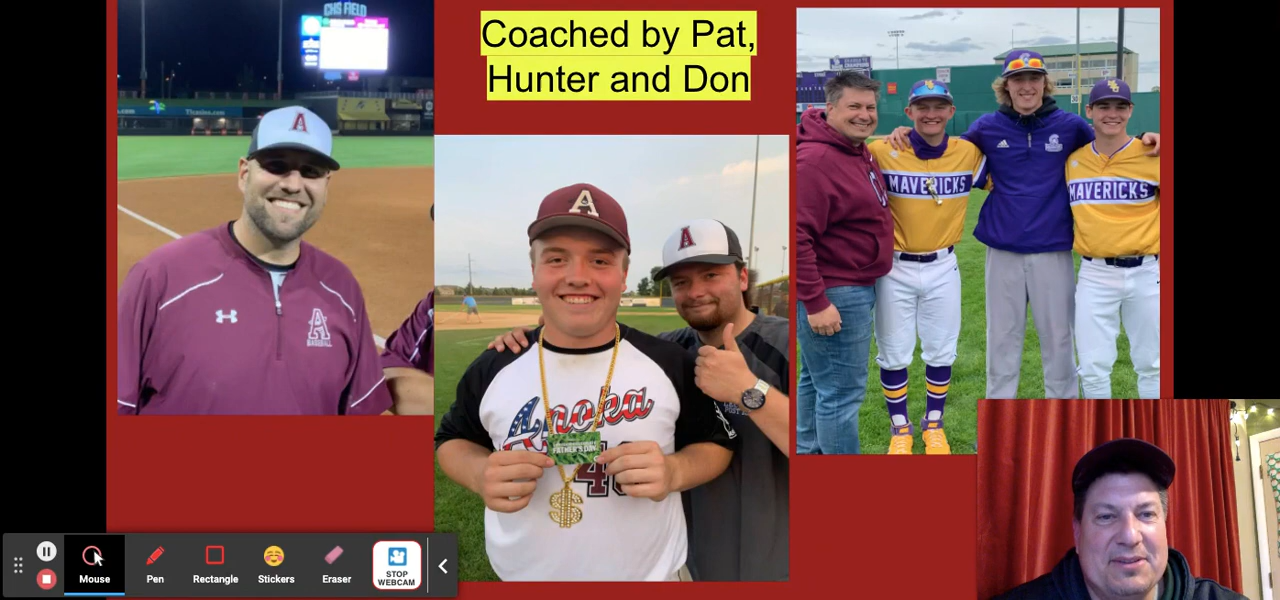 CHS FIELD
Coached by Pat,
Hunter and Don
A
A
BASEBALL
A
A
Anoka
FATHER'S DAY
MAVERICKS
MAVERICKS
Mouse
Pen
Rectangle
Stickers
Eraser
STOP
WEBCAM